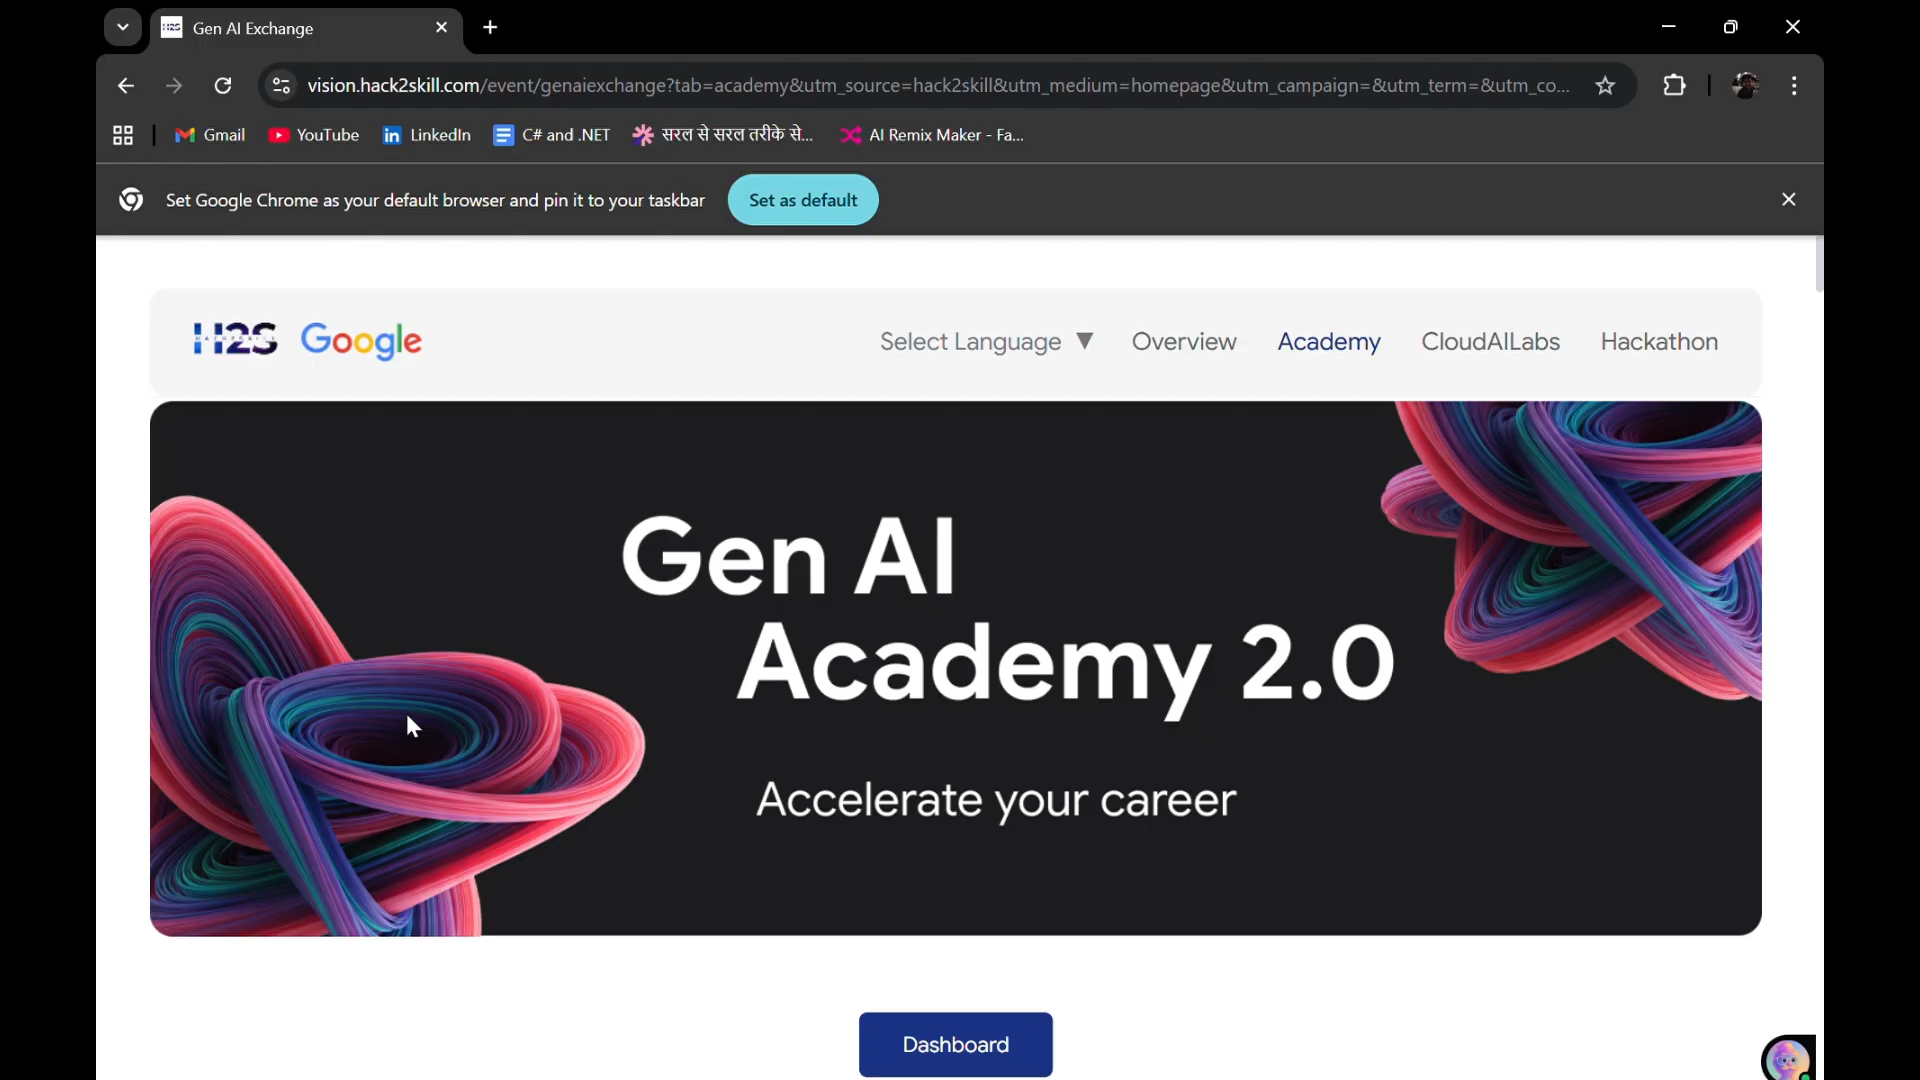 H2S Gen AI Exchange
vision.hack2skill.com/event/genaiexchange?tab=academy&utm_source=hack2skill&utm_medium=homepage&utm_campaign=&utm_term=&utm_co...
Gmail YouTube LinkedIn C# and .NET सरल से सरल तरीके से... AI Remix Maker - Fa...
Set Google Chrome as your default browser and pin it to your taskbar Set as default
H2S Google Select Language Overview Academy CloudAILabs Hackathon
Gen AI
Academy 2.0
Accelerate your career
Dashboard